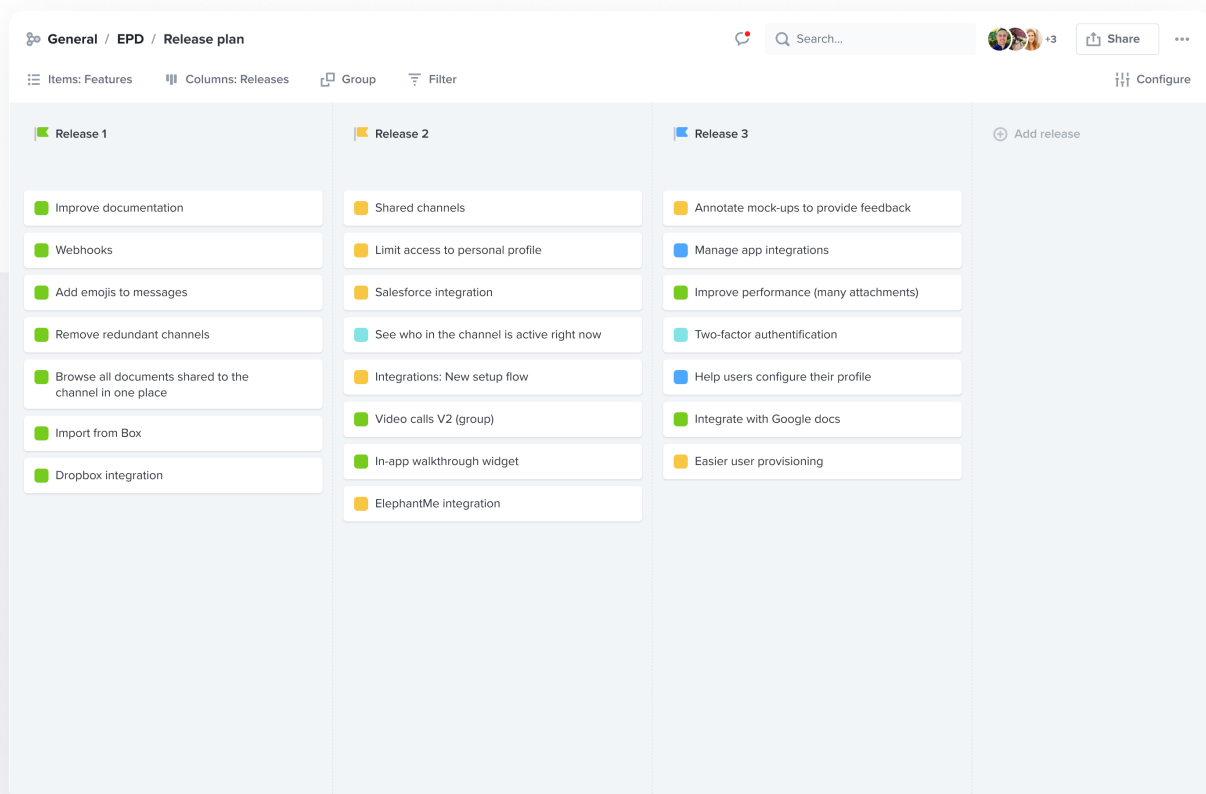 General / EPD / Release plan
Search...
+3
Share
Items: Features
Columns: Releases
Group
Filter
Configure
Release 1
Improve documentation
Webhooks
Add emojis to messages
Remove redundant channels
Browse all documents shared to the
channel in one place
Import from Box
Dropbox integration
Release 2
Shared channels
Limit access to personal profile
Salesforce integration
See who in the channel is active right now
Integrations: New setup flow
Video calls V2 (group)
In-app walkthrough widget
ElephantMe integration
Release 3
Annotate mock-ups to provide feedback
Manage app integrations
Improve performance (many attachments)
Two-factor authentification
Help users configure their profile
Integrate with Google docs
Easier user provisioning
Add release